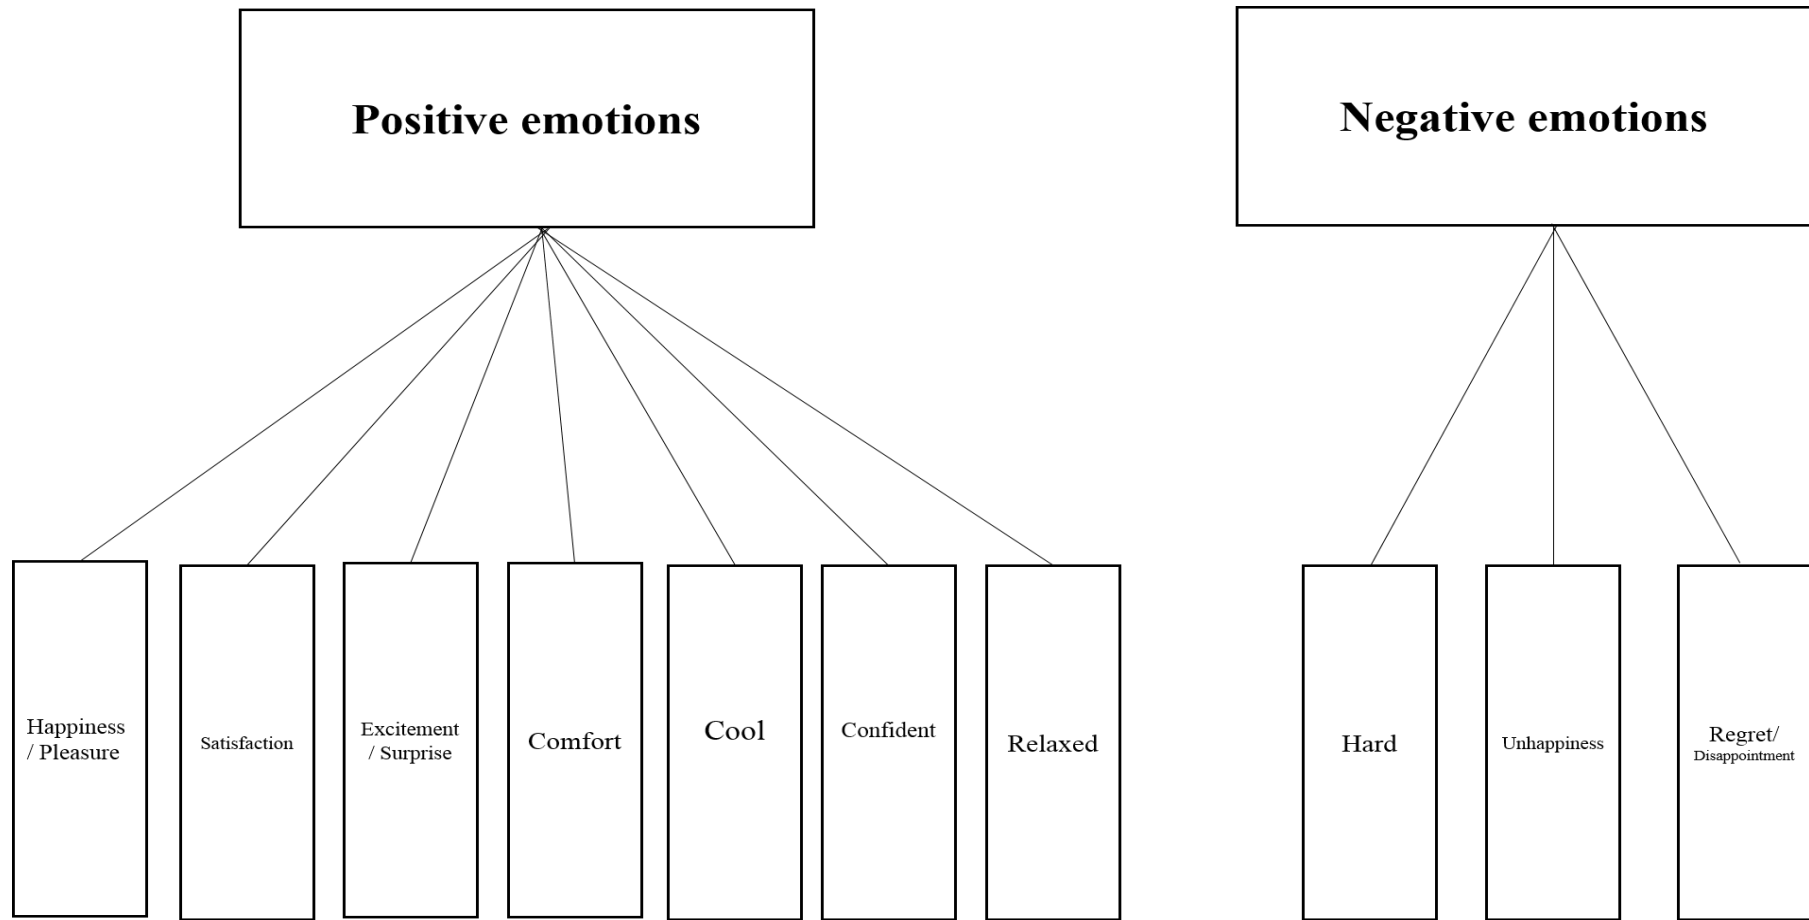 Positive emotions
Negative emotions
Happiness
/ Pleasure
Satisfaction
Excitement
/ Surprise
Comfort
Cool
Confident
Relaxed
Hard
Unhappiness
Regret/
Disappointment